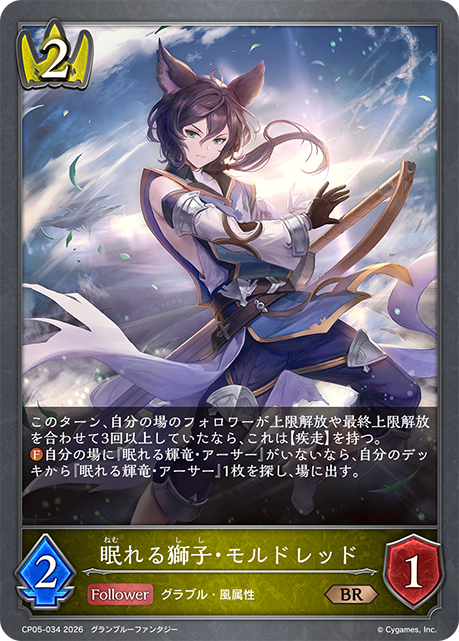 2
このターン、自分の場のフォロワーが上限解放や最終上限解放
を合わせて3回以上していたなら、これは【疾走】を持つ。
F自分の場に『眠れる輝竜・アーサー』がいないなら、自分のデッ
キから『眠れる輝竜・アーサー』1枚を探し、場に出す。
ねむ しし
眠れる獅子・モルドレッド
2
Follower グラブル・風属性 BR
1
CP05-034 2026 グランブルーファンタジー © Cygames, Inc.